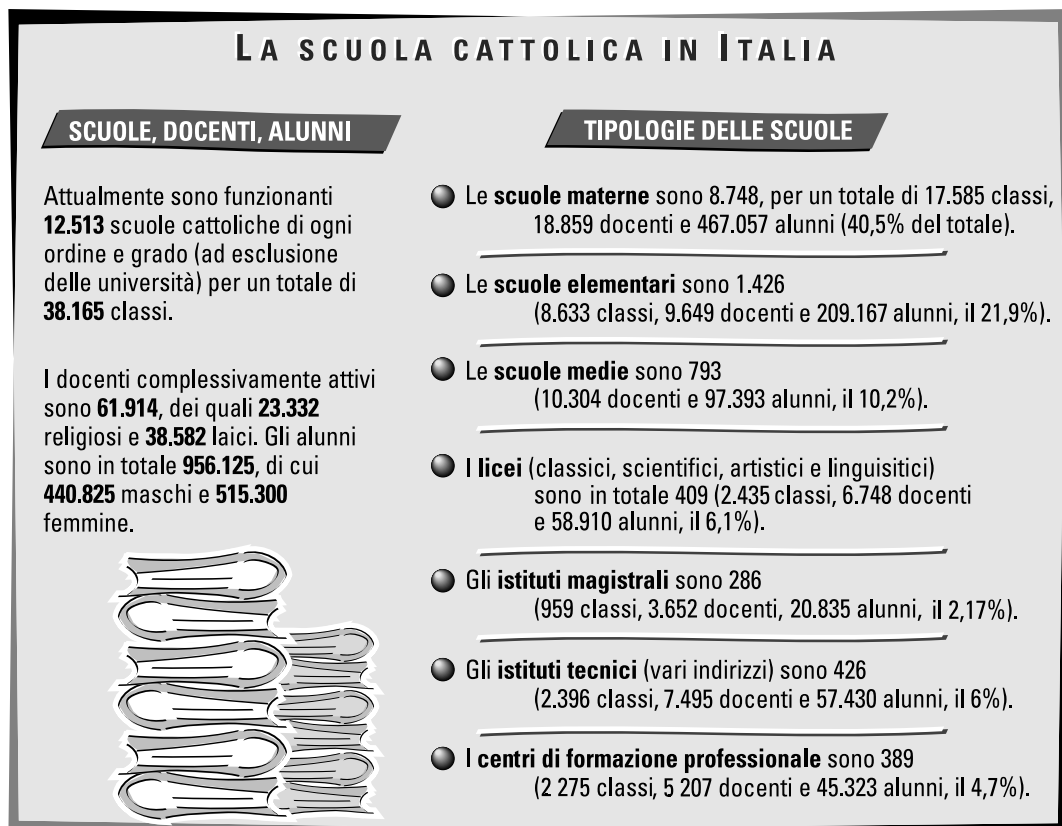 LA SCUOLA CATTOLICA IN ITALIA
SCUOLE, DOCENTI, ALUNNI
Attualmente sono funzionanti
12.513 scuole cattoliche di ogni
ordine e grado (ad esclusione
delle università) per un totale di
38.165 classi.
I docenti complessivamente attivi
sono 61.914, dei quali 23.332
religiosi e 38.582 laici. Gli alunni
sono in totale 956.125, di cui
440.825 maschi e 515.300
femmine.
TIPOLOGIE DELLE SCUOLE
Le scuole materne sono 8.748, per un totale di 17.585 classi,
18.859 docenti e 467.057 alunni (40,5% del totale).
Le scuole elementari sono 1.426
(8.633 classi, 9.649 docenti e 209.167 alunni, il 21,9%).
Le scuole medie sono 793
(10.304 docenti e 97.393 alunni, il 10,2%).
I licei (classici, scientifici, artistici e linguisitici)
sono in totale 409 (2.435 classi, 6.748 docenti
e 58.910 alunni, il 6,1%).
Gli istituti magistrali sono 286
(959 classi, 3.652 docenti, 20.835 alunni, il 2,17%).
Gli istituti tecnici (vari indirizzi) sono 426
(2.396 classi, 7.495 docenti e 57.430 alunni, il 6%).
I centri di formazione professionale sono 389
(2 275 classi, 5 207 docenti e 45.323 alunni, il 4,7%).